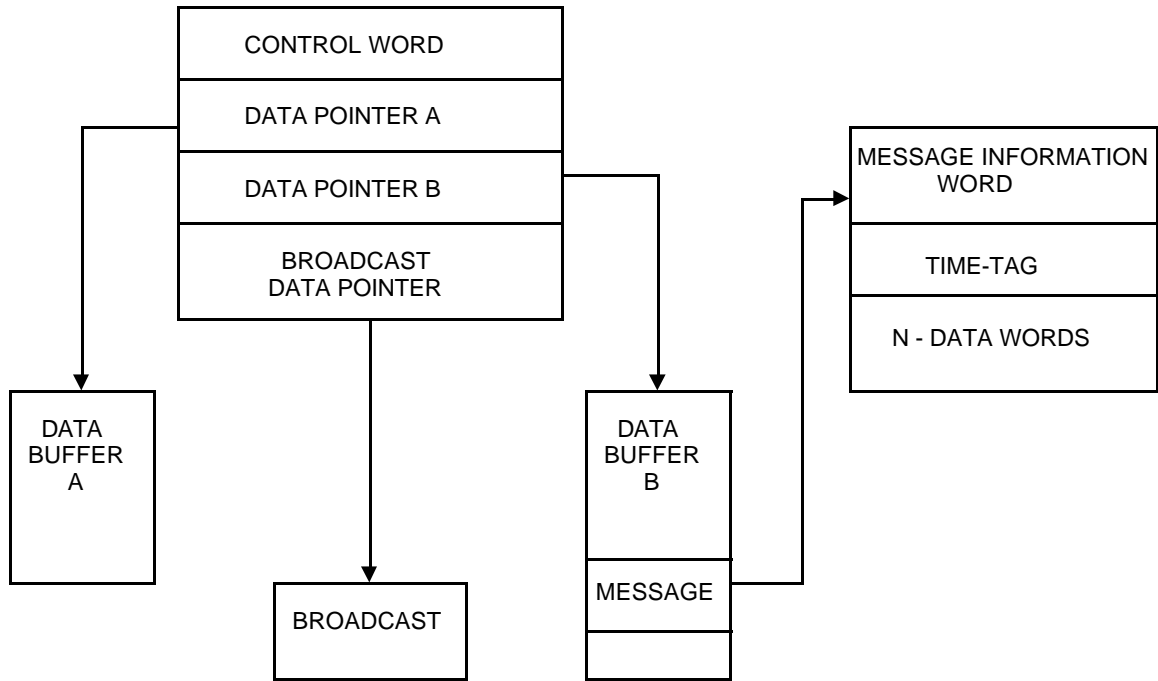 CONTROL WORD
DATA POINTER A
DATA POINTER B
BROADCAST
DATA POINTER
MESSAGE INFORMATION
WORD
TIME-TAG
N - DATA WORDS
DATA
BUFFER
A
BROADCAST
DATA
BUFFER
B
MESSAGE